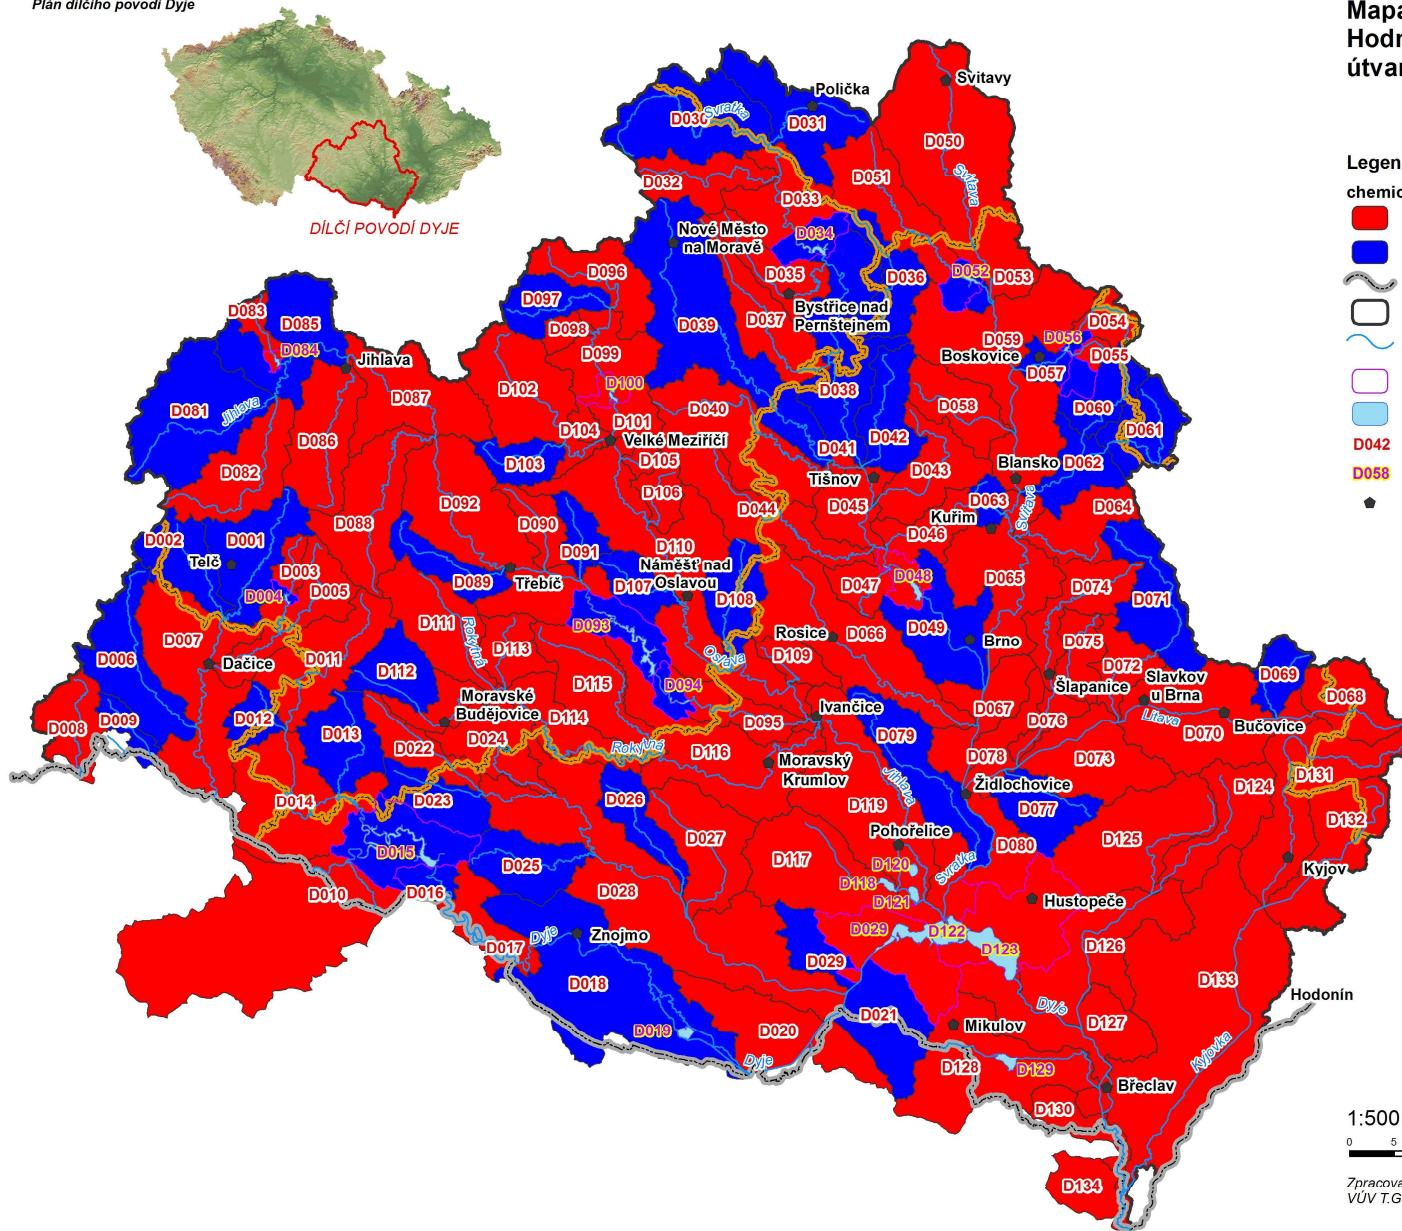 Plán dílčího povodí Dyje
DÍLČÍ POVODÍ DYJE
Mapa
Hodn
útvar
Legen
chemic
D042
D058
1:500
0 5
Zpracova
VÚV T.G
Svitavy
Polička
Svratka
D030
D031
D050
D051
Svitava
D032
D033
Nové Město
na Moravě
D034
D035
D036
D052
D053
D096
D097
D098
D037
Bystřice nad
Pernštejnem
D039
D054
D059
D056
D055
Boskovice
D057
D083
D085
D084
Jihlava
D099
D100
D102
D087
D038
D081
Jihlava
D086
D040
D101
D104
Velké Meziříčí
D058
D060
D061
D041
D042
D103
D105
D082
D043
Blansko
D062
Tišnov
D106
D092
D090
D088
D044
D045
D063
Svitava
D064
Kuřim
D046
D002
D001
Telč
D091
D110
Náměšť nad
Oslavou
D003
D005
D004
D089
Třebíč
D107
D108
D047
D048
D065
D074
D071
D007
D111
Rokytná
D093
D113
Rosice
D066
D049
Brno
D075
D006
Dačice
D011
D112
Oslava
D109
D072
Slavkov
u Brna
Šlapanice
D069
D068
D115
D094
Moravské
Budějovice
D114
Ivančice
D067
D076
Litava
D070
Bučovice
D008
D009
D012
D013
D022
D024
D095
D079
Rokytná
D116
Moravský
Krumlov
D078
D073
D124
D131
Židlochovice
D077
Jihlava
D014
D023
D026
D119
D132
D027
Pohořelice
D080
D125
D015
D025
D117
D120
Svratka
D118
D121
Kyjov
D010
D016
D028
Hustopeče
D029
D122
D123
D126
Dyje
Znojmo
D017
D029
D018
D133
Hodonín
Dyje
D021
D127
D019
D020
Mikulov
Dyje
Kyjovka
D128
D129
Břeclav
D130
D134